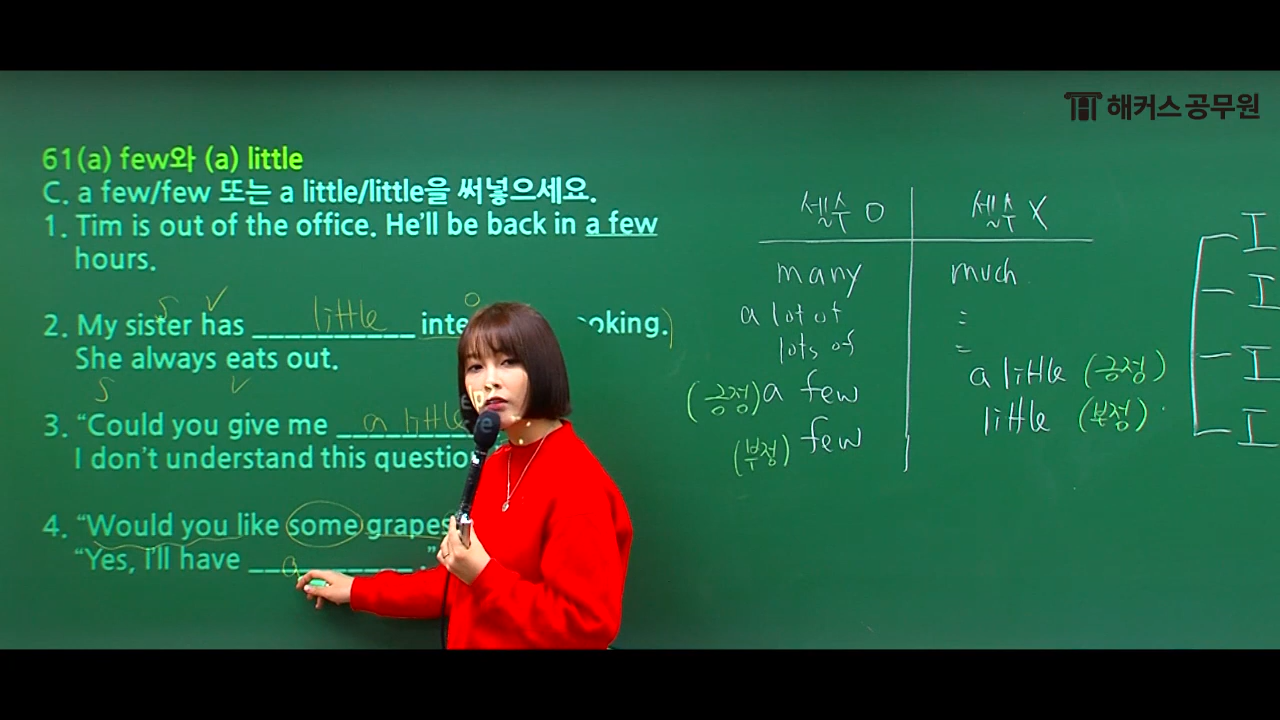 해커스 공무원
61(a) few와 (a) little
C. a few/few 또는 a little/little을 써넣으세요.
1. Tim is out of the office. He'll be back in a few
hours.
2. My sister has little
She always eats out.
3. "Could you give me a little
I don't understand this
4. "Would you like some grapes
"Yes, I'll have a ."
S V O
S V
셀 수 O 셀 수 X
many much
a lot of =
lots of =
(긍정) a few a little (긍정)
(부정) few little (부정)
I
I
I
I